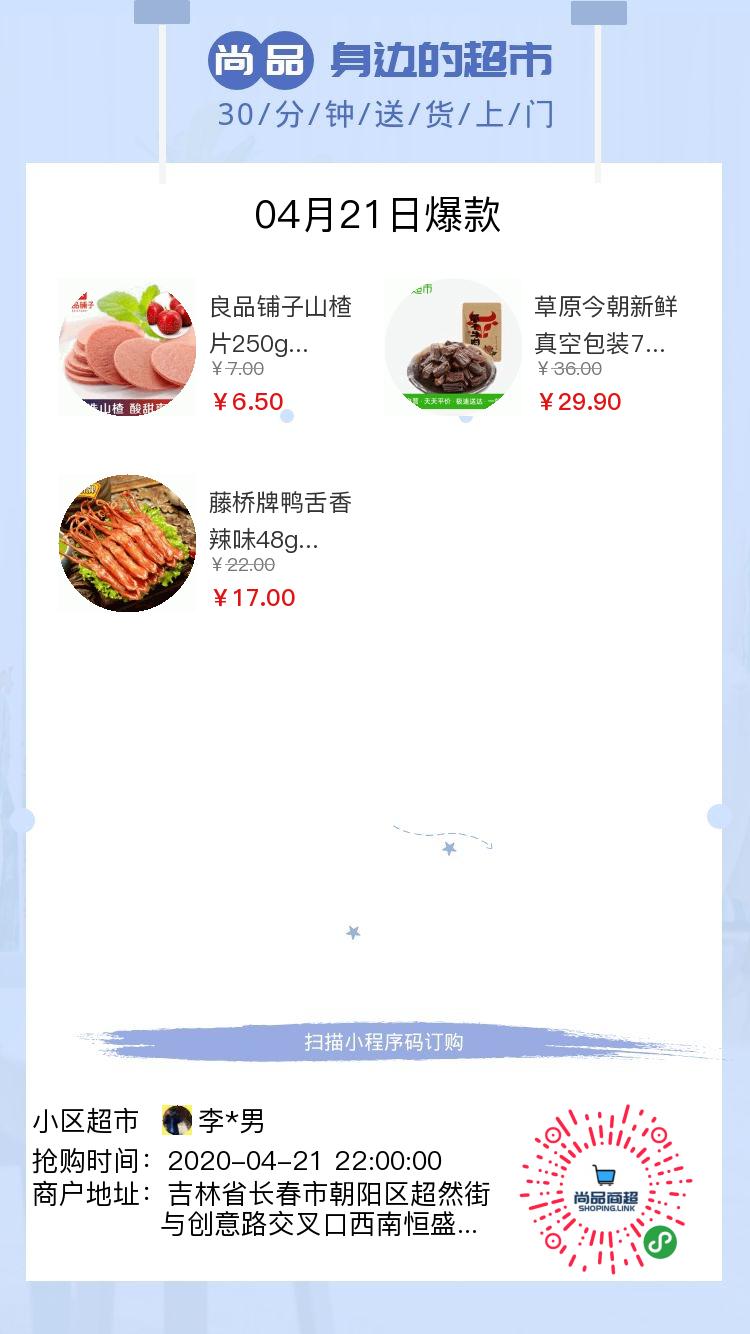 尚品 身边的超市
30/分/钟/送/货/上/门
04月21日爆款
良品铺子山楂
片250g...
￥7.00
￥6.50
草原今朝新鲜
真空包装7...
￥36.00
￥29.90
藤桥牌鸭舌香
辣味48g...
￥22.00
￥17.00
扫描小程序码订购
小区超市 李*男
抢购时间：2020-04-21 22:00:00
商户地址：吉林省长春市朝阳区超然街
与创意路交叉口西南恒盛...
尚品商超
SHOPING.LINK